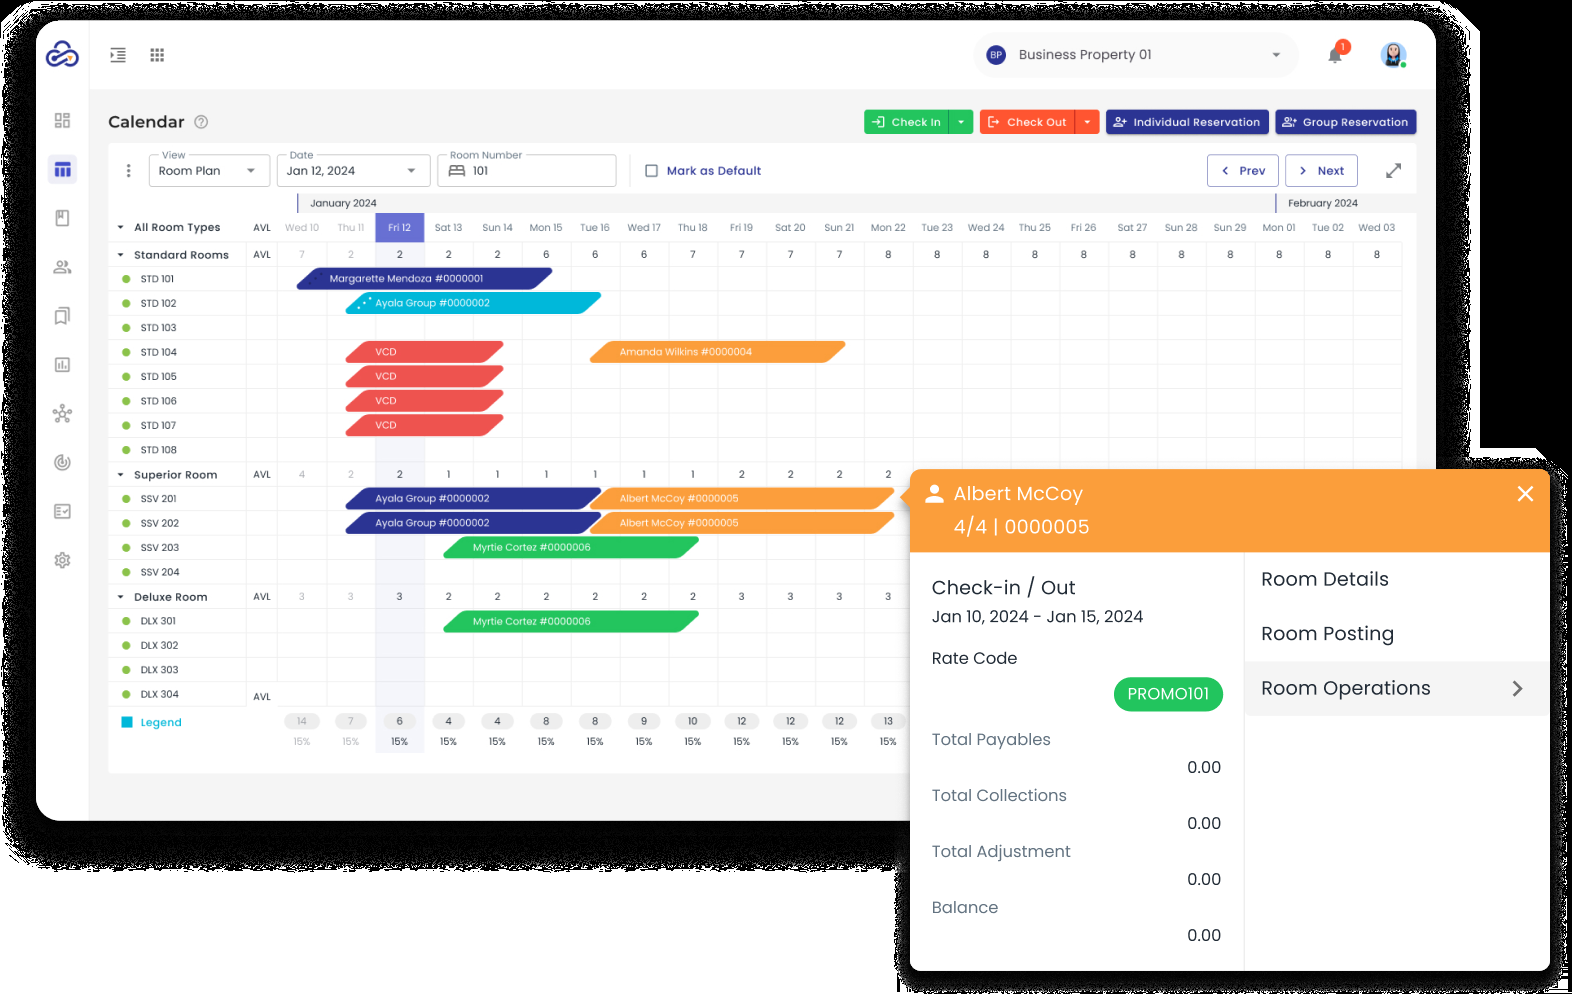 BP Business Property 01
1
Calendar
Check In
Check Out
Individual Reservation
Group Reservation
View
Room Plan
Date
Jan 12, 2024
Room Number
101
Mark as Default
Prev
Next
January 2024
February 2024
All Room Types AVL Wed 10 Thu 11 Fri 12 Sat 13 Sun 14 Mon 15 Tue 16 Wed 17 Thu 18 Fri 19 Sat 20 Sun 21 Mon 22 Tue 23 Wed 24 Thu 25 Fri 26 Sat 27 Sun 28 Sun 29 Mon 01 Tue 02 Wed 03
Standard Rooms AVL 7 2 2 2 2 6 6 6 7 7 7 7 8 8 8 8 8 8 8 8 8 8 8
STD 101 Margarette Mendoza #0000001
STD 102 Ayala Group #0000002
STD 103
STD 104 VCD Amanda Wilkins #0000004
STD 105 VCD
STD 106 VCD
STD 107 VCD
STD 108
Superior Room AVL 4 2 2 1 1 1 1 1 1 2 2 2 2
SSV 201 Ayala Group #0000002 Albert McCoy #0000005
SSV 202 Ayala Group #0000002 Albert McCoy #0000005
SSV 203 Myrtie Cortez #0000006
SSV 204
Deluxe Room AVL 3 3 3 2 2 2 2 2 2 3 3 3 3
DLX 301 Myrtie Cortez #0000006
DLX 302
DLX 303
DLX 304 AVL
Legend 14 7 6 4 4 8 8 9 10 12 12 12 13
15% 15% 15% 15% 15% 15% 15% 15% 15% 15% 15% 15% 15%
Albert McCoy
4/4 | 0000005
Check-in / Out
Jan 10, 2024 - Jan 15, 2024
Rate Code
PROMO101
Total Payables
0.00
Total Collections
0.00
Total Adjustment
0.00
Balance
0.00
Room Details
Room Posting
Room Operations